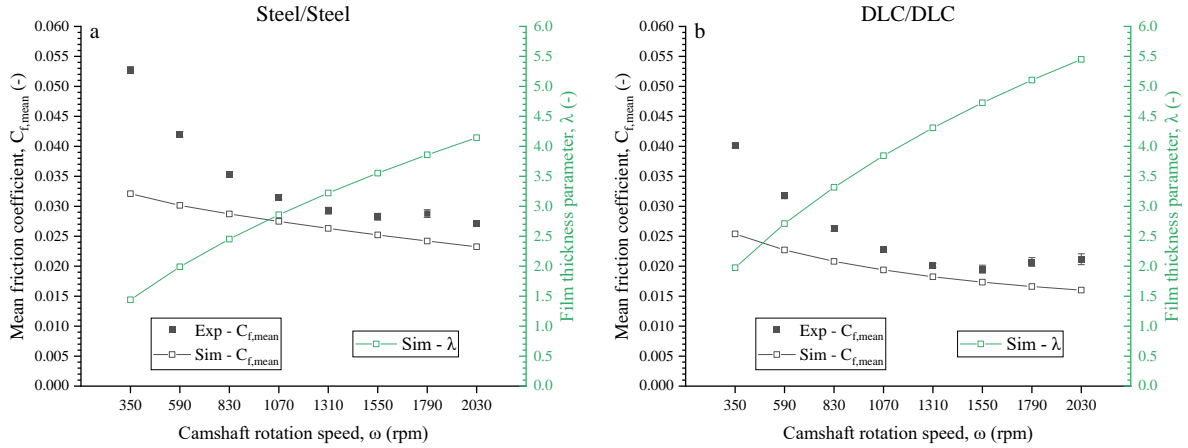 Steel/Steel
a
0.060
0.055
0.050
0.045
0.040
0.035
0.030
0.025
0.020
0.015
0.010
0.005
0.000
Mean friction coefficient, C_f,mean (-)
6.0
5.5
5.0
4.5
4.0
3.5
3.0
2.5
2.0
1.5
1.0
0.5
0.0
Film thickness parameter, λ (-)
Exp - C_f,mean
Sim - C_f,mean
Sim - λ
350 590 830 1070 1310 1550 1790 2030
Camshaft rotation speed, ω (rpm)
DLC/DLC
b
0.060
0.055
0.050
0.045
0.040
0.035
0.030
0.025
0.020
0.015
0.010
0.005
0.000
Mean friction coefficient, C_f,mean (-)
6.0
5.5
5.0
4.5
4.0
3.5
3.0
2.5
2.0
1.5
1.0
0.5
0.0
Film thickness parameter, λ (-)
Exp - C_f,mean
Sim - C_f,mean
Sim - λ
350 590 830 1070 1310 1550 1790 2030
Camshaft rotation speed, ω (rpm)